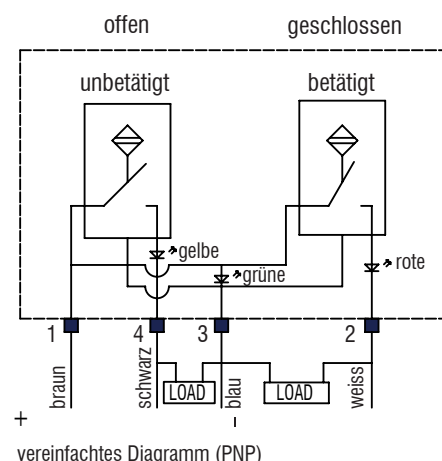 offen geschlossen
unbetätigt betätigt
gelbe
grüne
rote
1 4 3 2
braun schwarz LOAD blau LOAD weiss
+ -
vereinfachtes Diagramm (PNP)